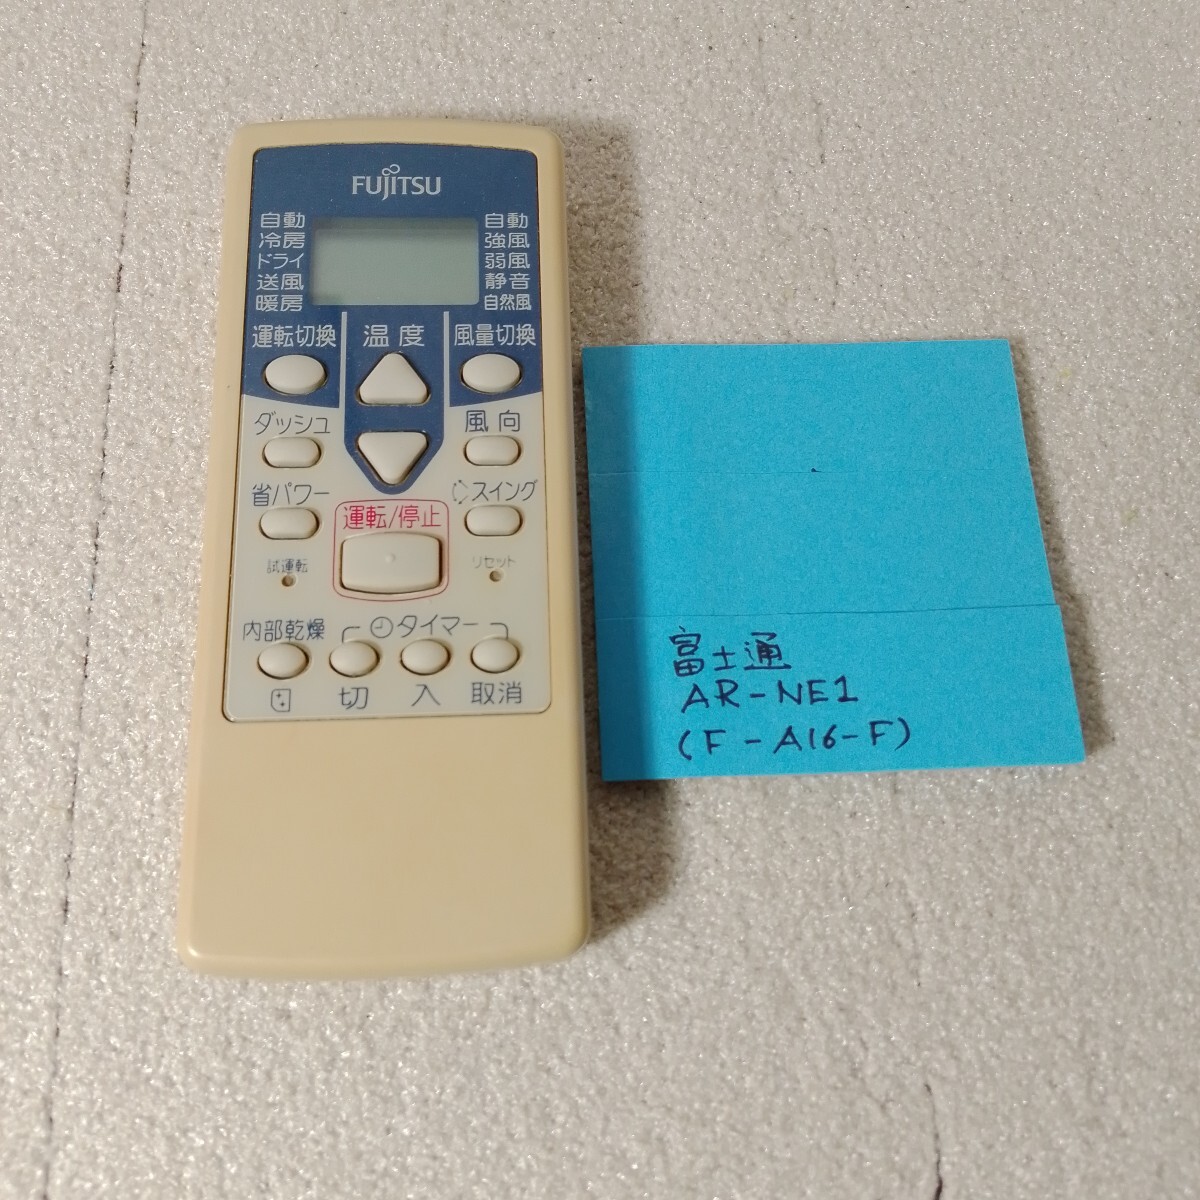 FUJITSU
自動 自動
冷房 強風
ドライ 弱風
送風 静音
暖房 自然風
運転切換 温度 風量切換
ダッシュ 風向
省パワー スイング
運転/停止
試運転 リセット
内部乾燥 タイマー
切 入 取消
富士通
AR-NE1
(F-A16-F)